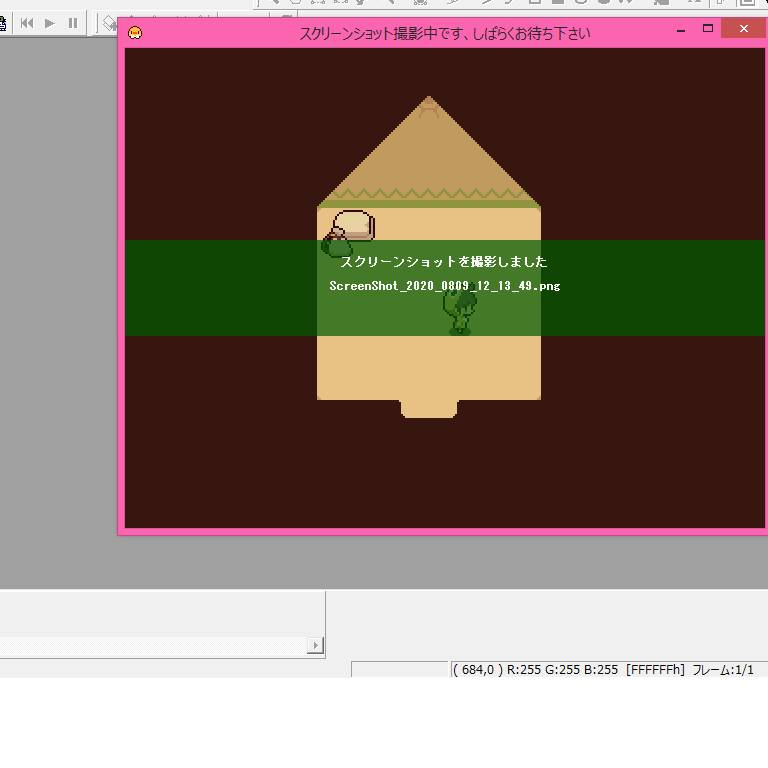 スクリーンショット撮影中です、しばらくお待ち下さい
スクリーンショットを撮影しました
ScreenShot_2020_0809_12_13_49.png
( 684,0 ) R:255 G:255 B:255 [FFFFFFh] フレーム:1/1